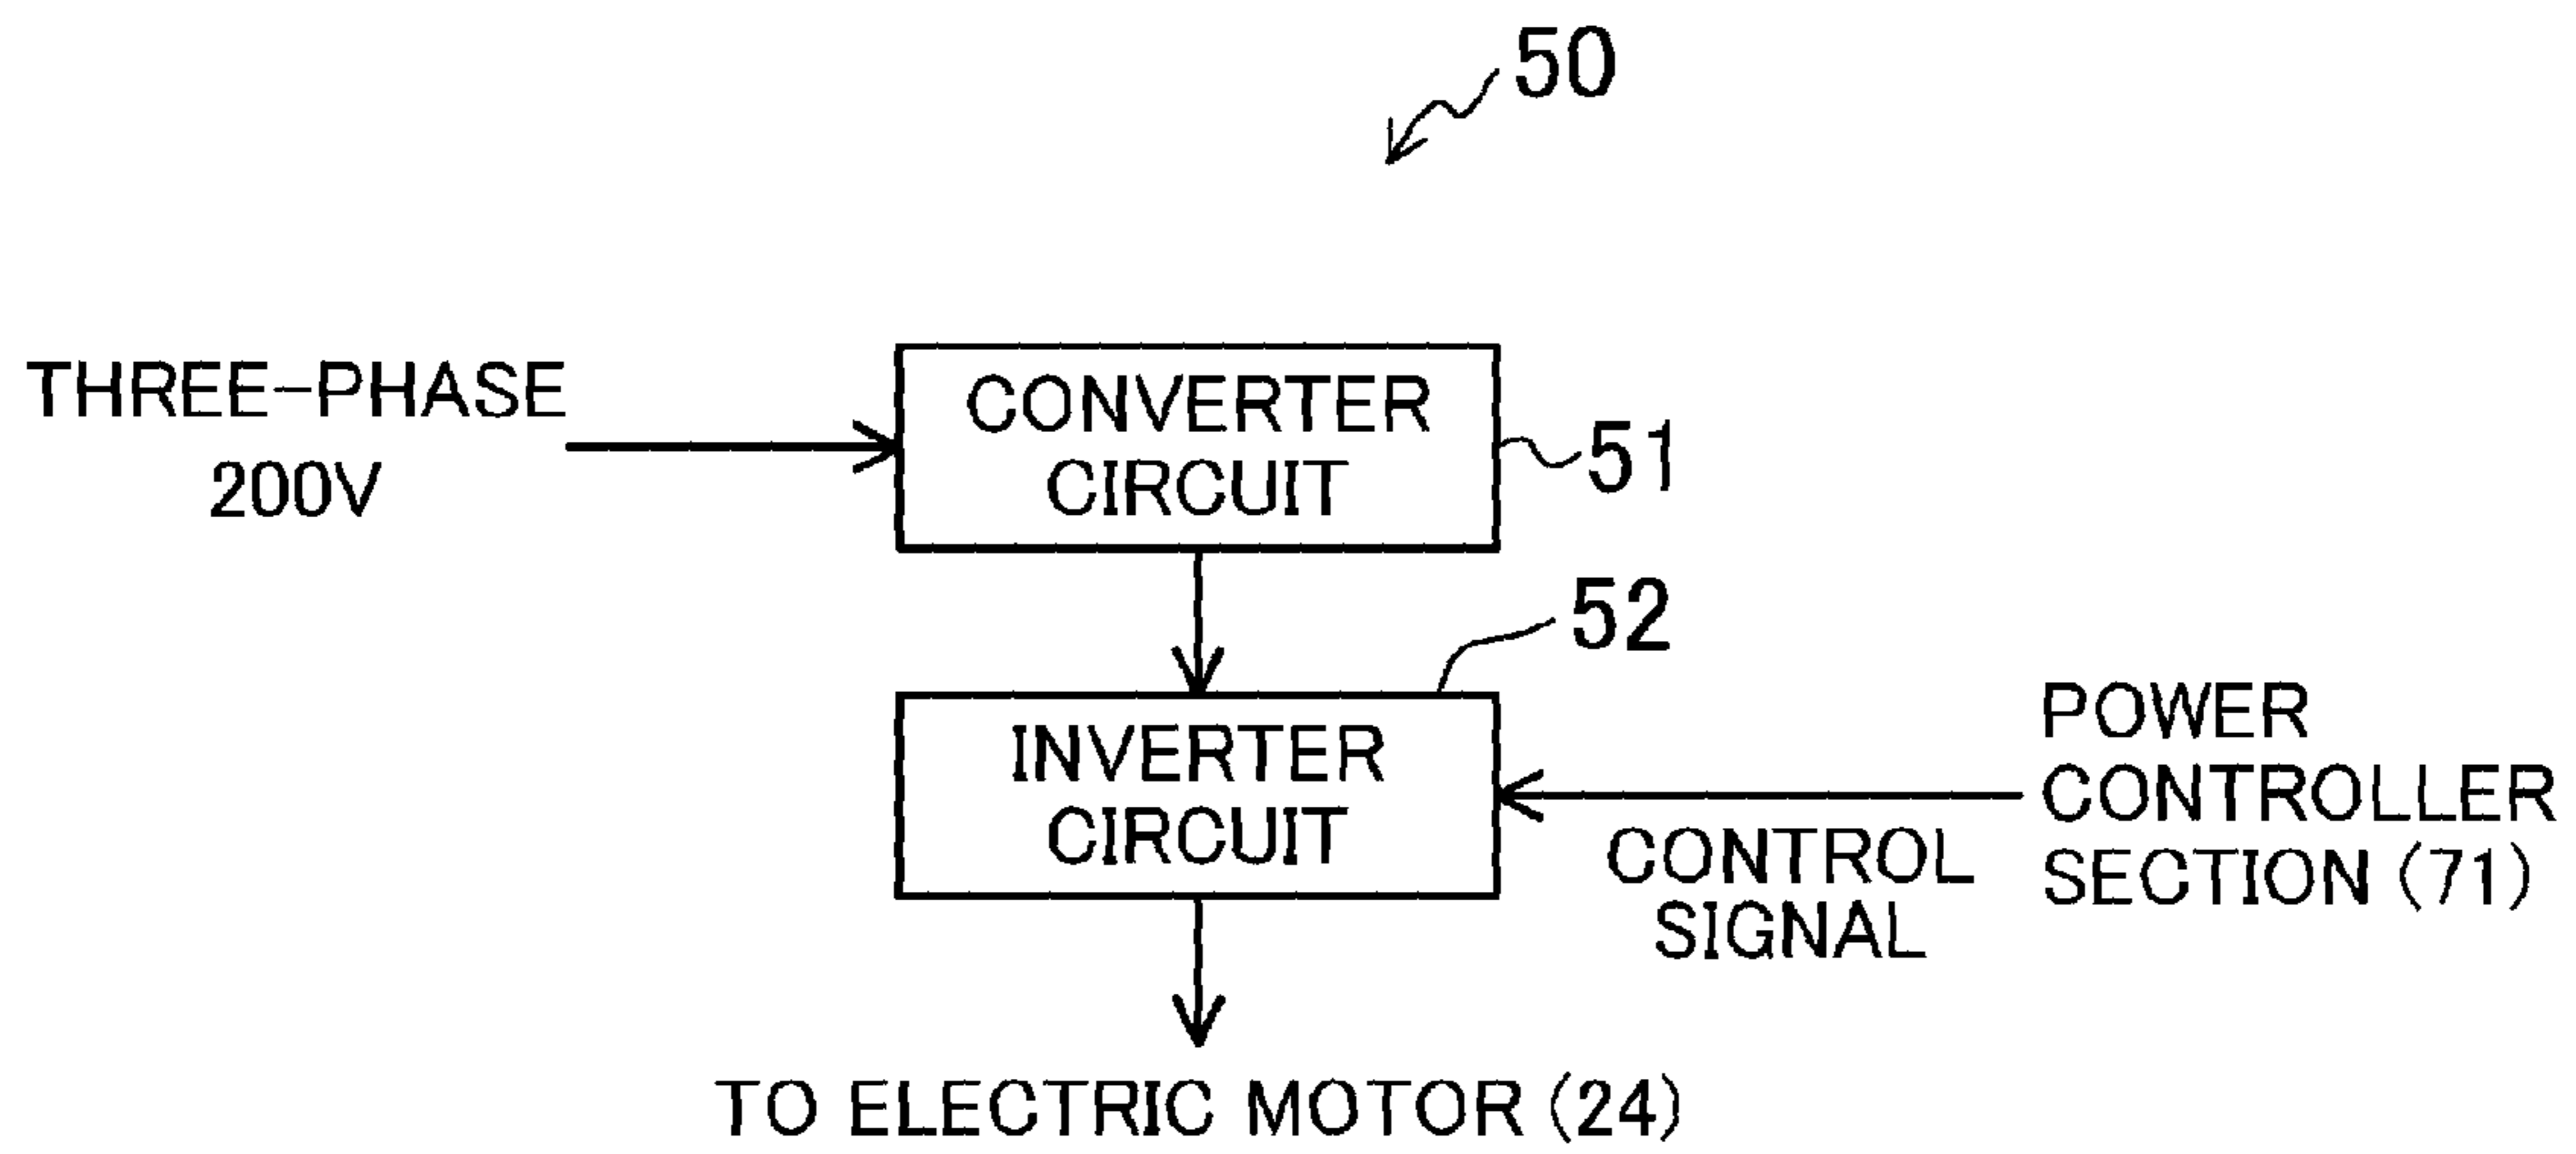 50
THREE-PHASE
200V
CONVERTER
CIRCUIT
51
52
INVERTER
CIRCUIT
CONTROL
SIGNAL
POWER
CONTROLLER
SECTION (71)
TO ELECTRIC MOTOR (24)